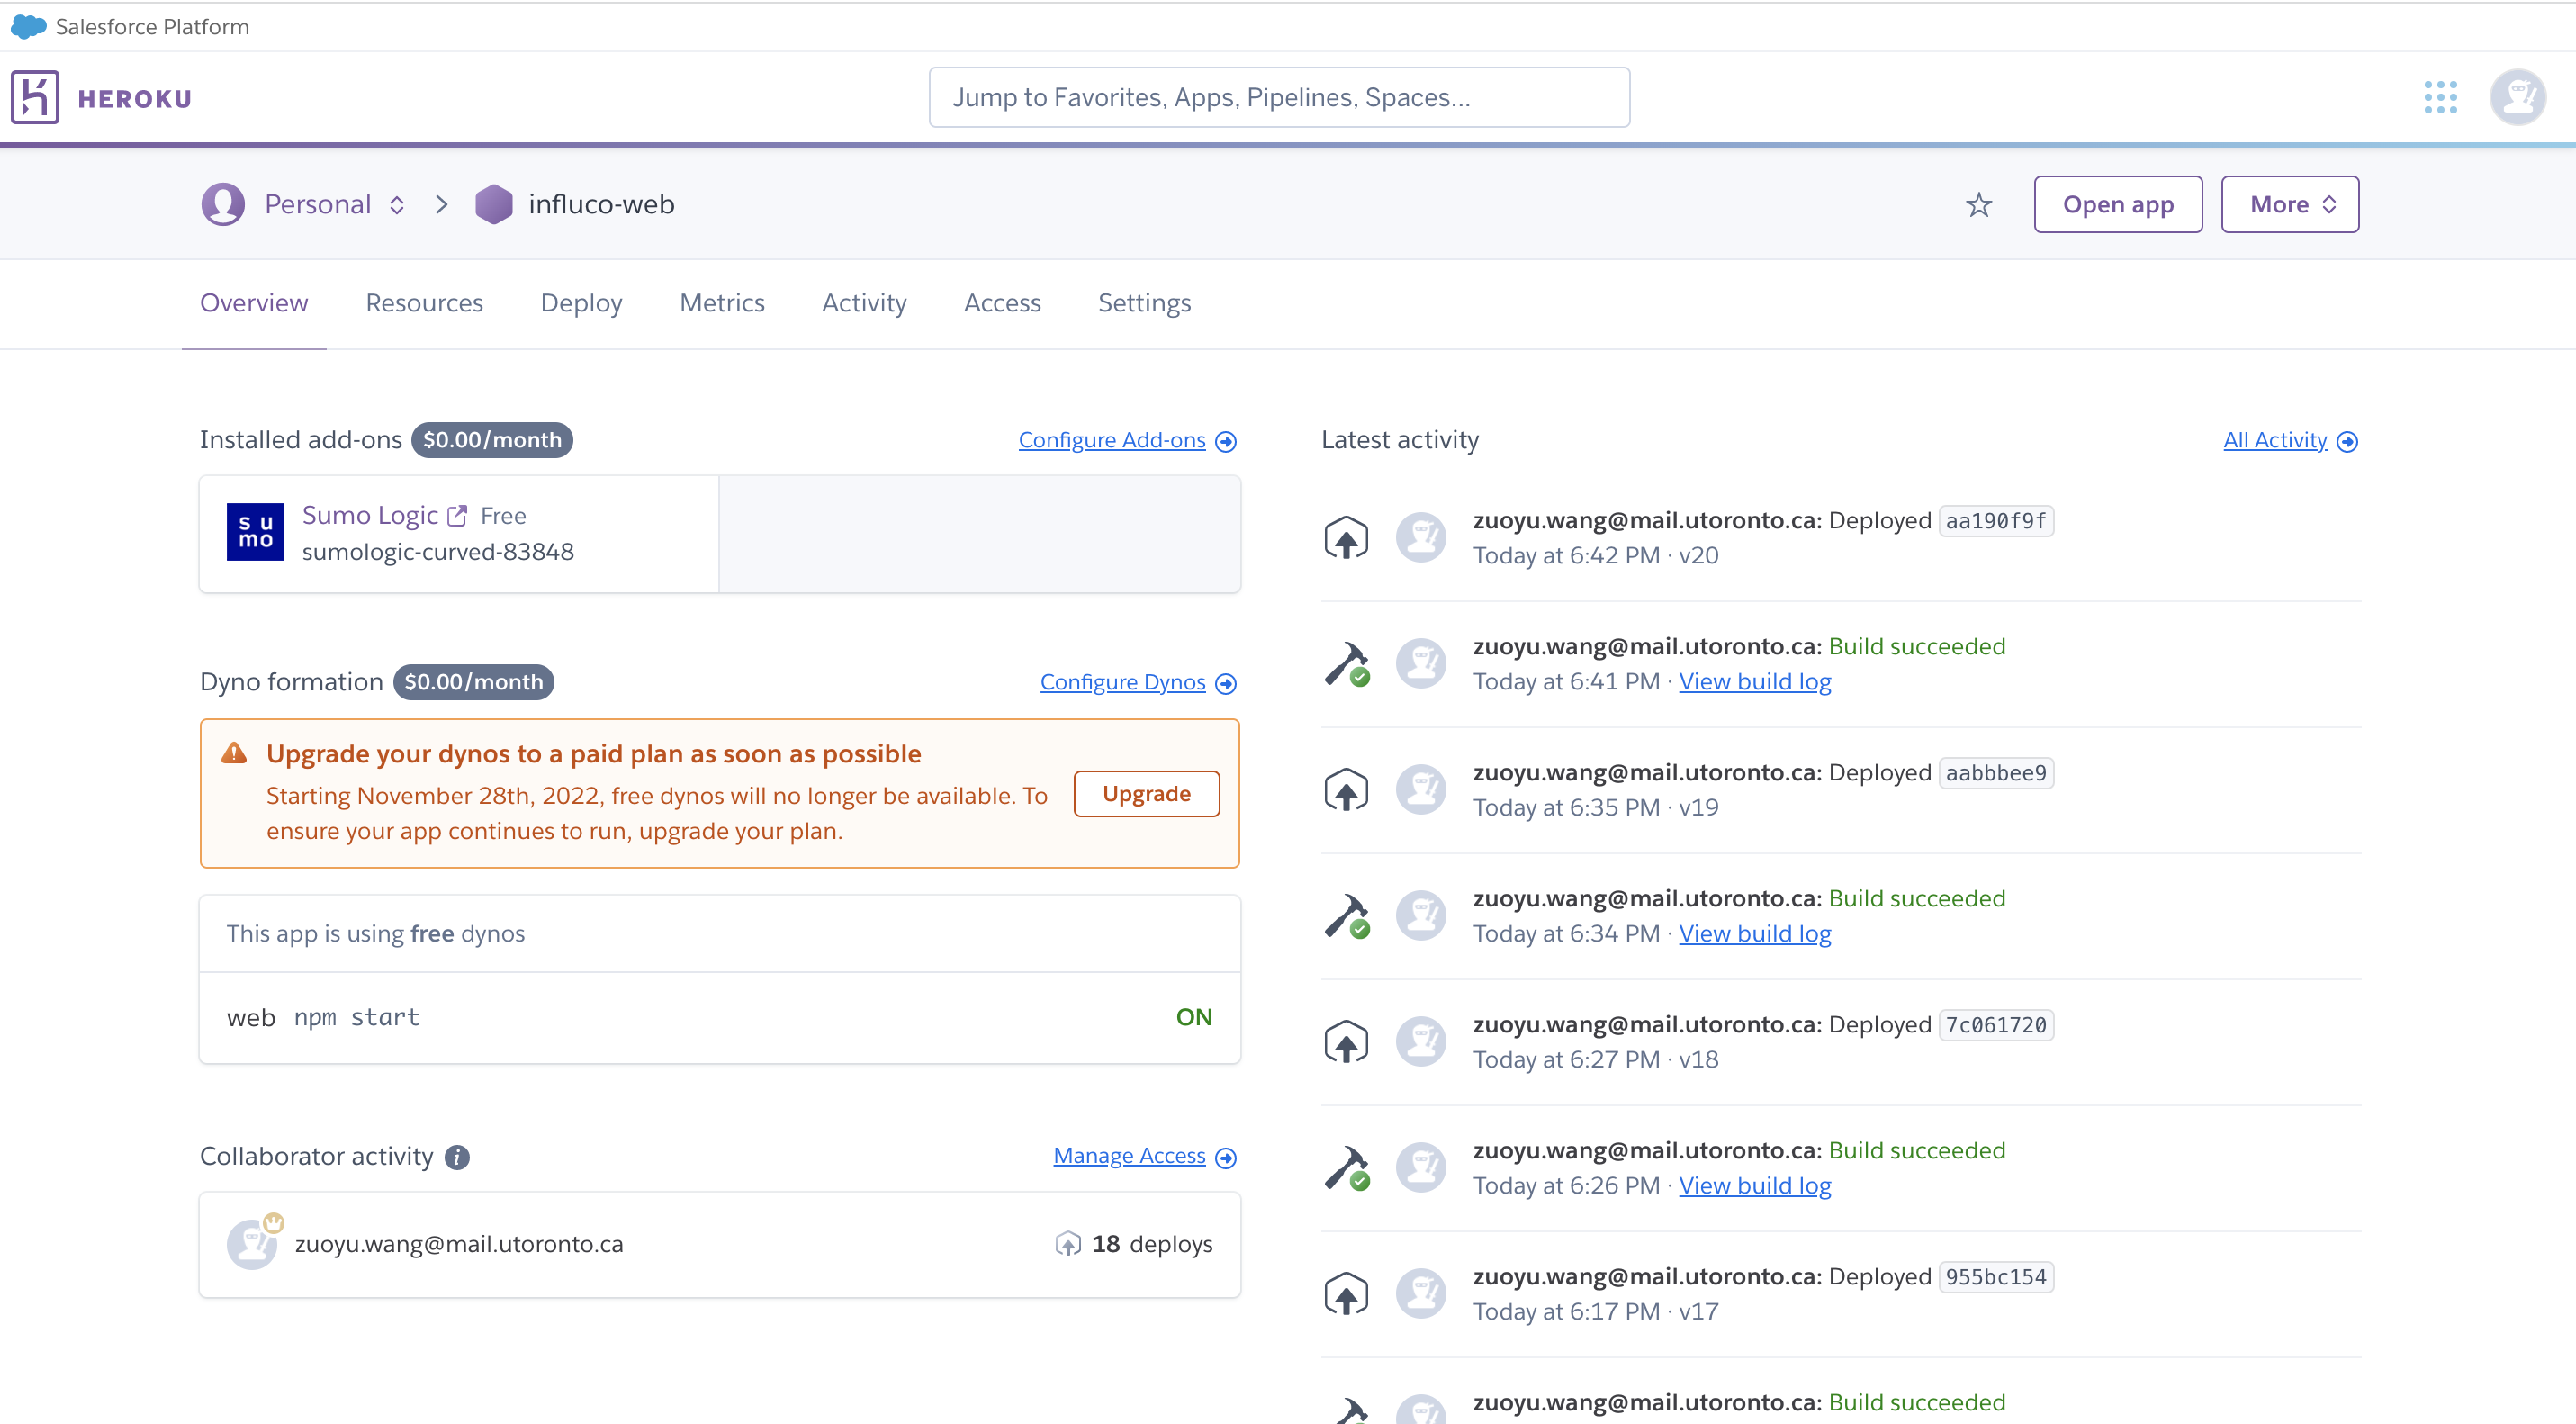 Salesforce Platform
HEROKU
Jump to Favorites, Apps, Pipelines, Spaces...
Personal
influco-web
Open app
More
Overview Resources Deploy Metrics Activity Access Settings
Installed add-ons $0.00/month
Configure Add-ons
su
mo
Sumo Logic Free
sumologic-curved-83848
Dyno formation $0.00/month
Configure Dynos
Upgrade your dynos to a paid plan as soon as possible
Starting November 28th, 2022, free dynos will no longer be available. To
ensure your app continues to run, upgrade your plan.
Upgrade
This app is using free dynos
web npm start
ON
Collaborator activity i
Manage Access
zuoyu.wang@mail.utoronto.ca
18 deploys
Latest activity
All Activity
zuoyu.wang@mail.utoronto.ca: Deployed aa190f9f
Today at 6:42 PM · v20
zuoyu.wang@mail.utoronto.ca: Build succeeded
Today at 6:41 PM · View build log
zuoyu.wang@mail.utoronto.ca: Deployed aabbbee9
Today at 6:35 PM · v19
zuoyu.wang@mail.utoronto.ca: Build succeeded
Today at 6:34 PM · View build log
zuoyu.wang@mail.utoronto.ca: Deployed 7c061720
Today at 6:27 PM · v18
zuoyu.wang@mail.utoronto.ca: Build succeeded
Today at 6:26 PM · View build log
zuoyu.wang@mail.utoronto.ca: Deployed 955bc154
Today at 6:17 PM · v17
zuoyu.wang@mail.utoronto.ca: Build succeeded